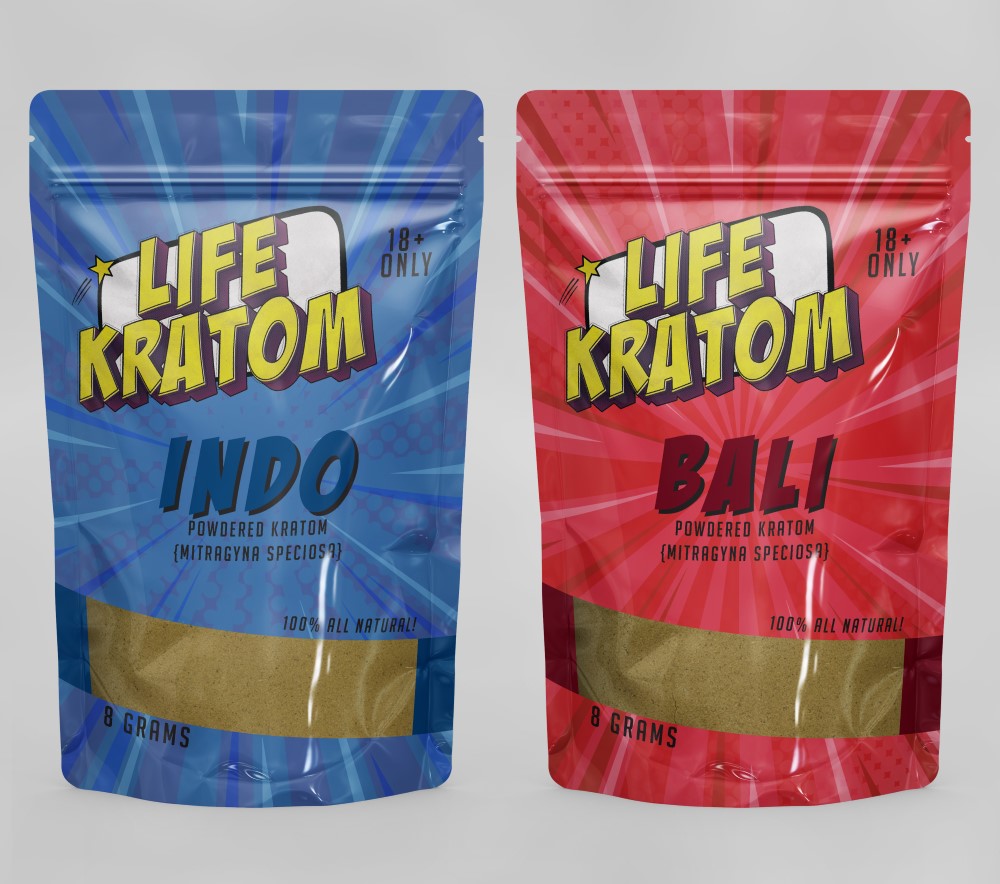 LIFE
KRATOM
18+
ONLY
INDO
POWDERED KRATOM
{MITRAGYNA SPECIOSA}
100% ALL NATURAL!
8 GRAMS
LIFE
KRATOM
18+
ONLY
BALI
POWDERED KRATOM
{MITRAGYNA SPECIOSA}
100% ALL NATURAL!
8 GRAMS